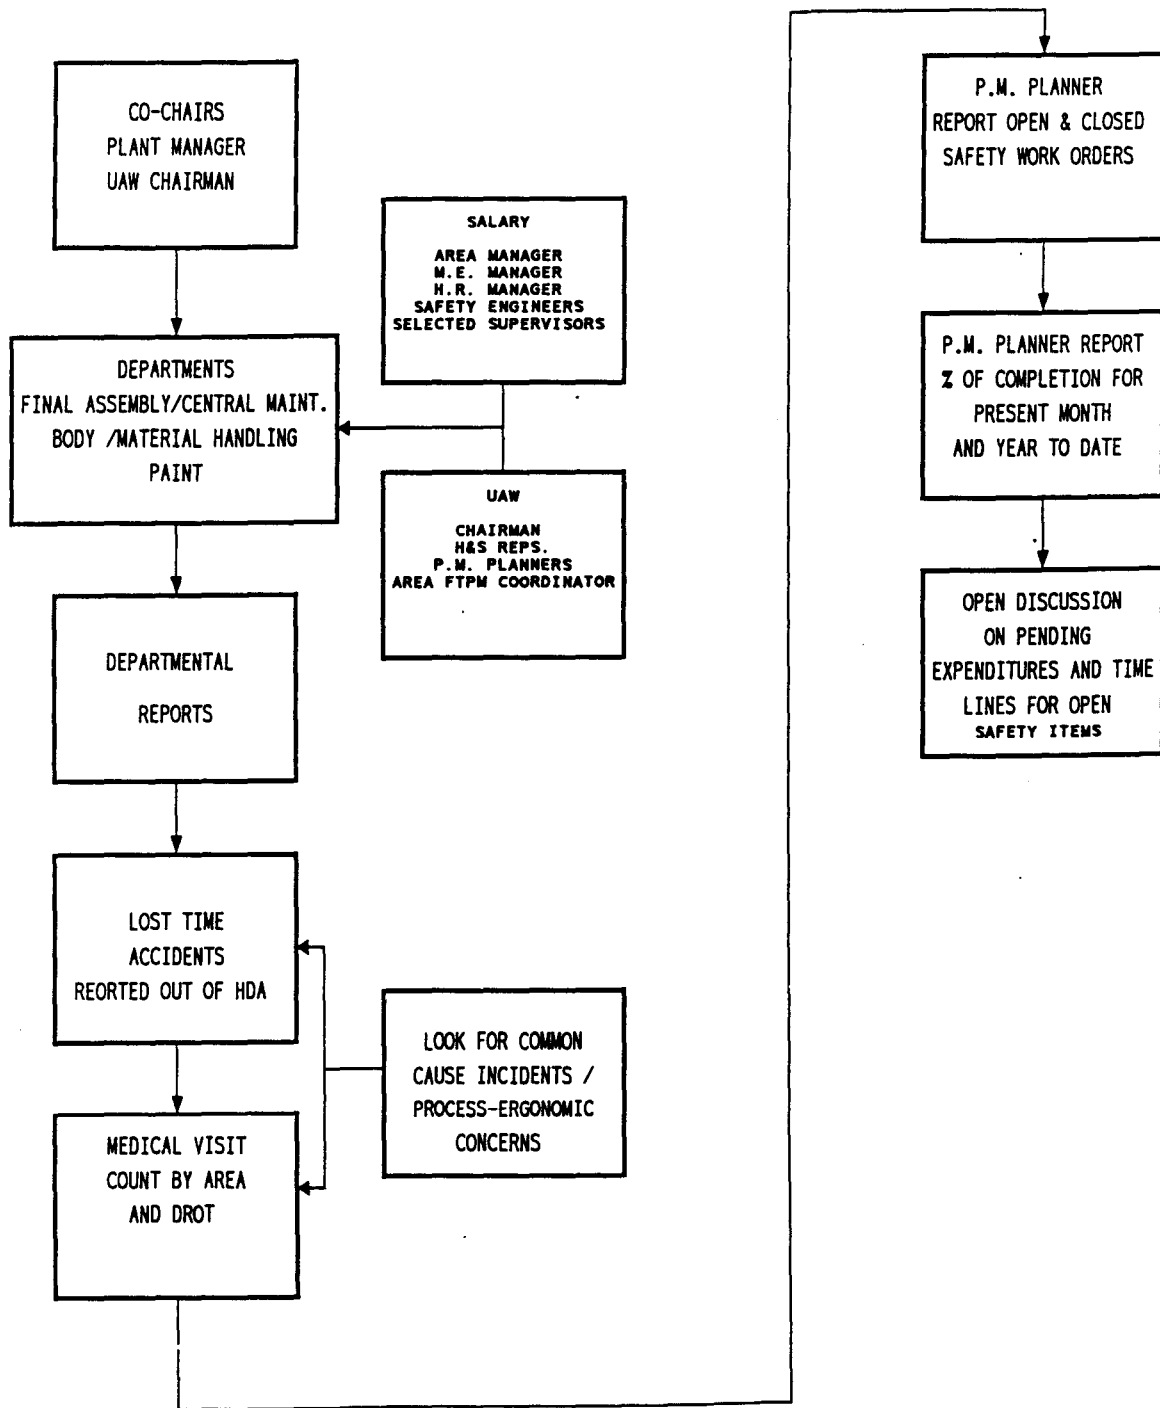 CO-CHAIRS
PLANT MANAGER
UAW CHAIRMAN
SALARY
AREA MANAGER
M.E. MANAGER
H.R. MANAGER
SAFETY ENGINEERS
SELECTED SUPERVISORS
DEPARTMENTS
FINAL ASSEMBLY/CENTRAL MAINT.
BODY /MATERIAL HANDLING
PAINT
UAW
CHAIRMAN
H&S REPS.
P.M. PLANNERS
AREA FTPM COORDINATOR
DEPARTMENTAL
REPORTS
LOST TIME
ACCIDENTS
REORTED OUT OF HDA
LOOK FOR COMMON
CAUSE INCIDENTS /
PROCESS-ERGONOMIC
CONCERNS
MEDICAL VISIT
COUNT BY AREA
AND DROT
P.M. PLANNER
REPORT OPEN & CLOSED
SAFETY WORK ORDERS
P.M. PLANNER REPORT
% OF COMPLETION FOR
PRESENT MONTH
AND YEAR TO DATE
OPEN DISCUSSION
ON PENDING
EXPENDITURES AND TIME
LINES FOR OPEN
SAFETY ITEMS